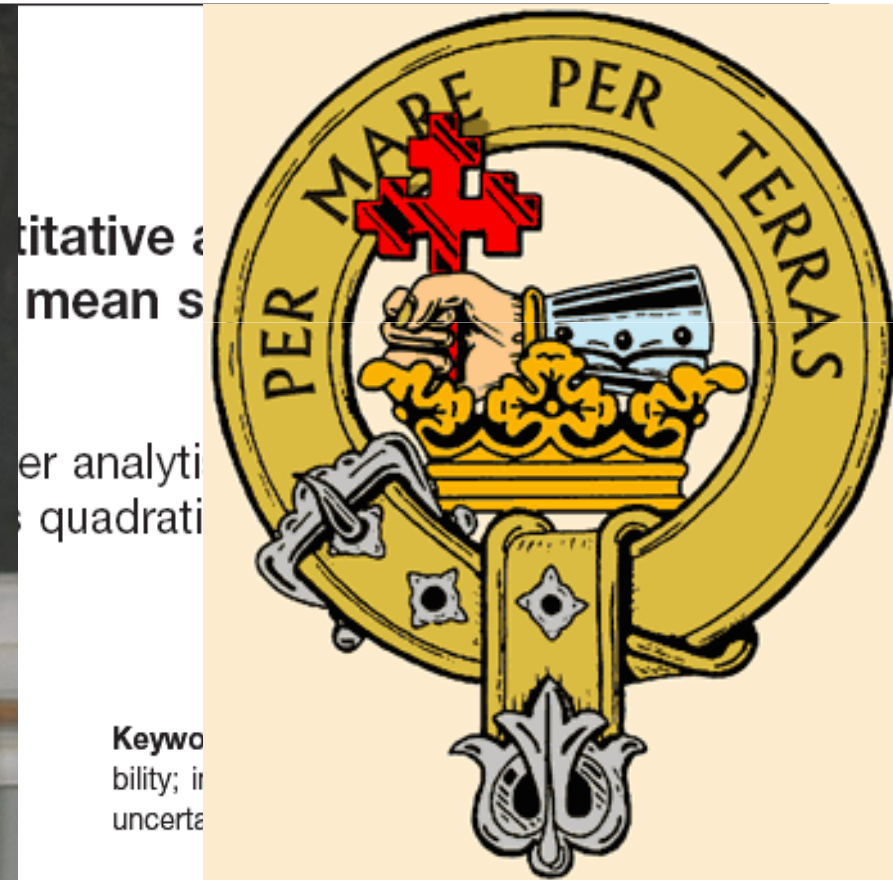 titative
mean
er analyti
quadrati
Keywo
bility;
uncerta
PER MARE PER TERRAS